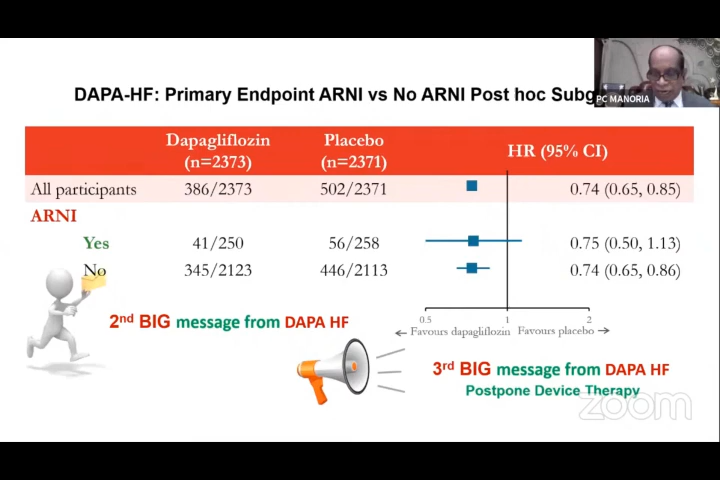 PC MANORIA
DAPA-HF: Primary Endpoint ARNI vs No ARNI Post hoc
Dapagliflozin Placebo HR (95% CI)
(n=2373) (n=2371)
All participants 386/2373 502/2371 0.74 (0.65, 0.85)
ARNI
Yes 41/250 56/258 0.75 (0.50, 1.13)
No 345/2123 446/2113 0.74 (0.65, 0.86)
0.5 1 2
← Favours dapagliflozin Favours placebo →
2nd BIG message from DAPA HF
3rd BIG message from DAPA HF
Postpone Device Therapy
zoom